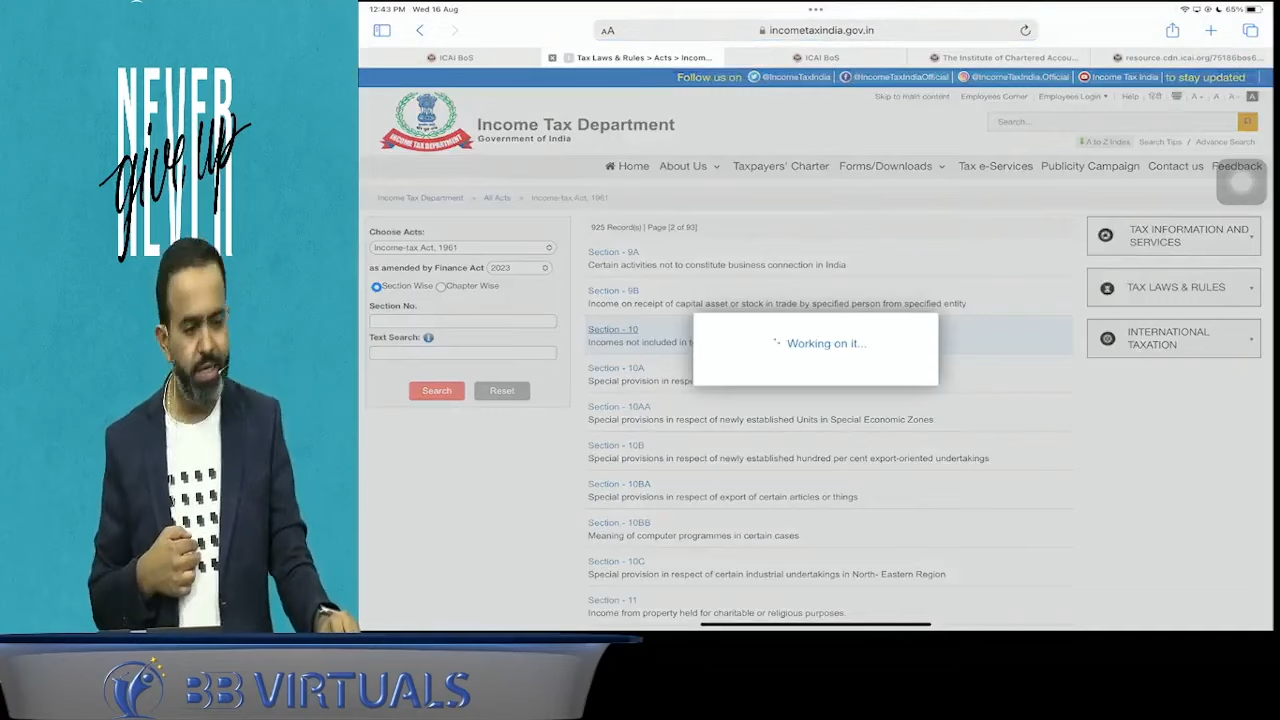 NEVER
give up
NEVER
12:43 PM Wed 16 Aug
65%
AA
incometaxindia.gov.in
ICAI BoS
Tax Laws & Rules > Acts > Incom...
ICAI BoS
The Institute of Chartered Accou...
resource.cdn.icai.org/75186bos6...
Follow us on @IncomeTaxIndia @IncomeTaxIndiaOfficial @IncomeTaxIndia.Official Income Tax India to stay updated
Skip to main content Employees Corner Employees Login Help हिंदी A+ A A- A
Income Tax Department
Government of India
Search...
A to Z Index Search Tips / Advance Search
Home About Us Taxpayers' Charter Forms/Downloads Tax e-Services Publicity Campaign Contact us Feedback
Income Tax Department > All Acts > Income-tax Act, 1961
Choose Acts:
Income-tax Act, 1961
as amended by Finance Act 2023
Section Wise Chapter Wise
Section No.
Text Search:
Search Reset
925 Record(s) | Page [2 of 93]
Section - 9A
Certain activities not to constitute business connection in India
Section - 9B
Income on receipt of capital asset or stock in trade by specified person from specified entity
Section - 10
Incomes not included in t
Section - 10A
Special provision in respe
Section - 10AA
Special provisions in respect of newly established Units in Special Economic Zones
Section - 10B
Special provisions in respect of newly established hundred per cent export-oriented undertakings
Section - 10BA
Special provisions in respect of export of certain articles or things
Section - 10BB
Meaning of computer programmes in certain cases
Section - 10C
Special provision in respect of certain industrial undertakings in North- Eastern Region
Section - 11
Income from property held for charitable or religious purposes.
Working on it...
TAX INFORMATION AND
SERVICES
TAX LAWS & RULES
INTERNATIONAL
TAXATION
BB VIRTUALS